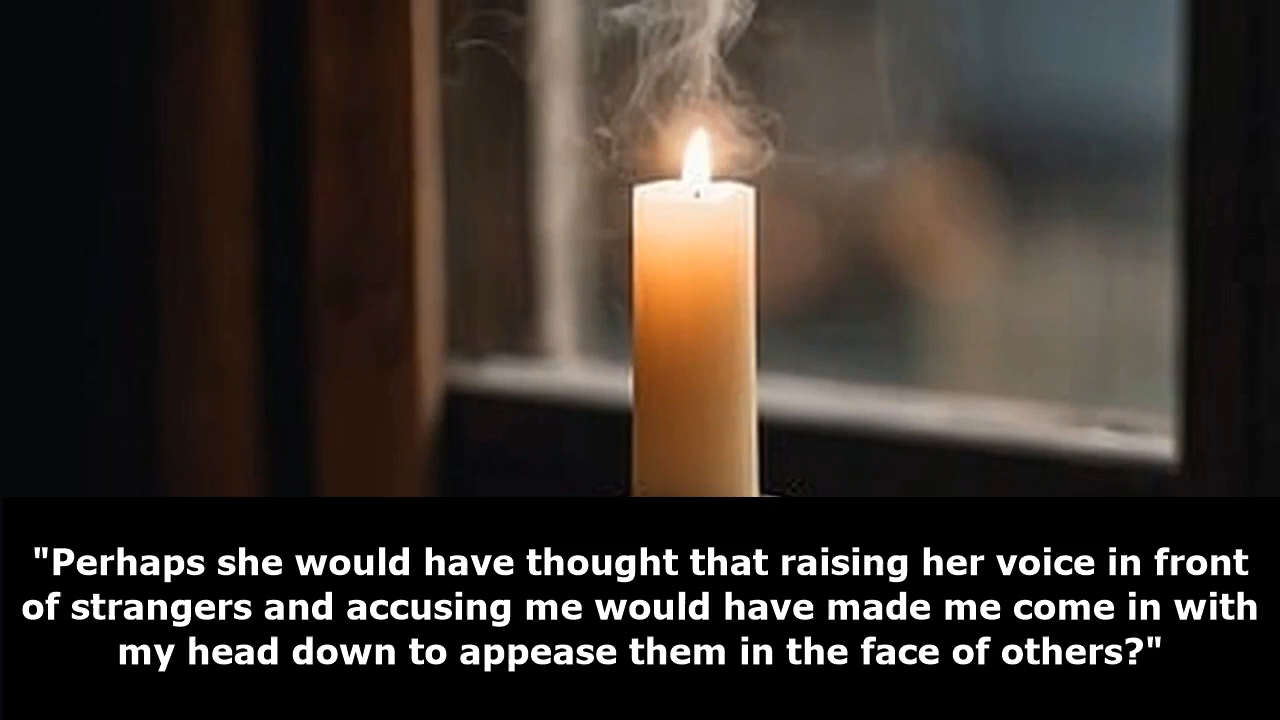 "Perhaps she would have thought that raising her voice in front
of strangers and accusing me would have made me come in with
my head down to appease them in the face of others?"